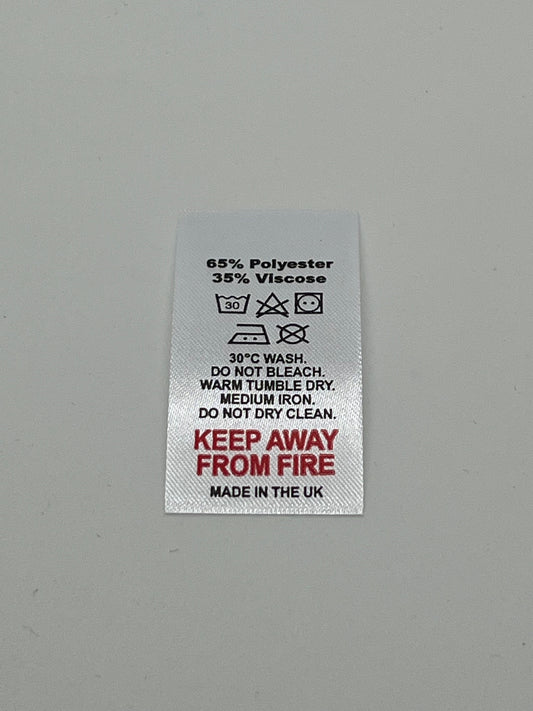 65% Polyester
35% Viscose
30
30°C WASH.
DO NOT BLEACH.
WARM TUMBLE DRY.
MEDIUM IRON.
DO NOT DRY CLEAN.
KEEP AWAY
FROM FIRE
MADE IN THE UK